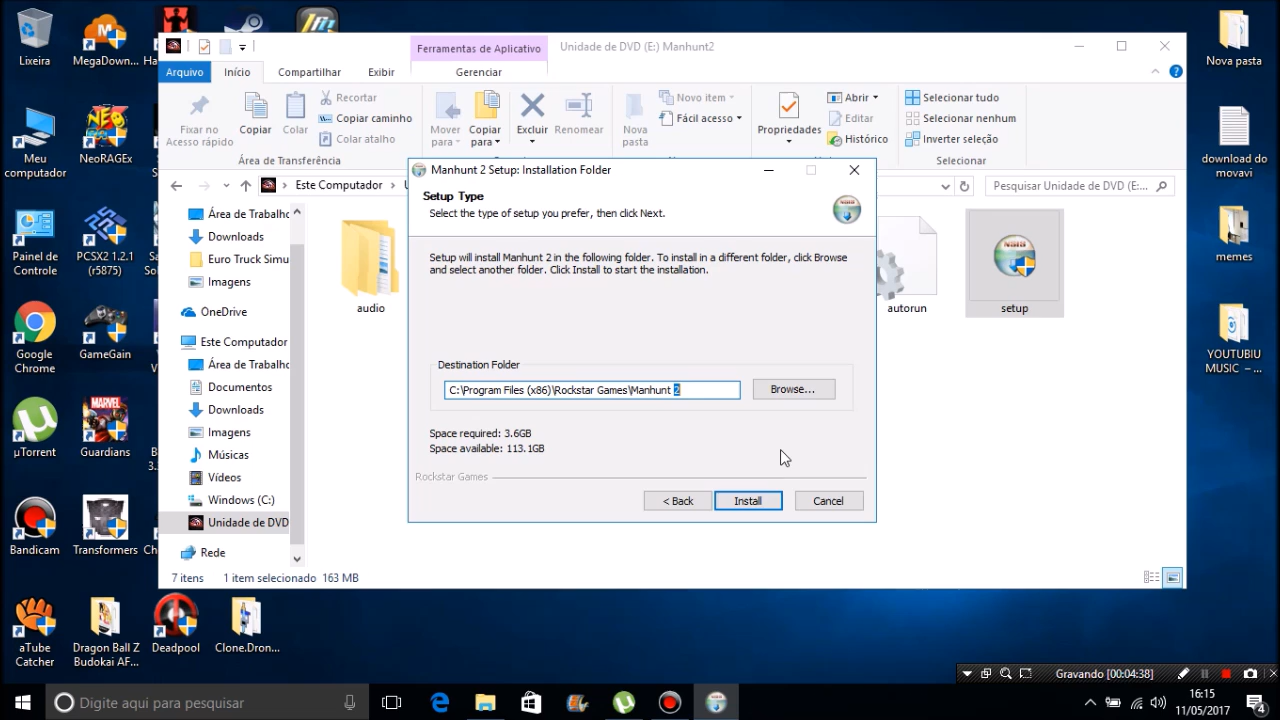 Lixeira
MegaDown...
Ha
Meu
computador
NeoRAGEx
S
Painel de
Controle
PCSX2 1.2.1
(r5875)
Sa
So
Google
Chrome
GameGain
V
µTorrent
Guardians
B
3.
Bandicam
Transformers
Ch
aTube
Catcher
Dragon Ball Z
Budokai AF...
Deadpool
Clone.Dron...
Ferramentas de Aplicativo
Unidade de DVD (E:) Manhunt2
Arquivo
Início
Compartilhar
Exibir
Gerenciar
Fixar no
Acesso rápido
Copiar
Colar
Recortar
Copiar caminho
Colar atalho
Área de Transferência
Mover
para
Copiar
para
Excluir
Renomear
Nova
pasta
Novo item
Fácil acesso
Propriedades
Abrir
Editar
Histórico
Selecionar tudo
Selecionar nenhum
Inverter seleção
Selecionar
Este Computador
U
Pesquisar Unidade de DVD (E:...
Área de Trabalho
Downloads
Euro Truck Simu
Imagens
OneDrive
Este Computador
Área de Trabalho
Documentos
Downloads
Imagens
Músicas
Vídeos
Windows (C:)
Unidade de DVD
Rede
audio
autorun
setup
7 itens
1 item selecionado 163 MB
Manhunt 2 Setup: Installation Folder
Setup Type
Select the type of setup you prefer, then click Next.
NSIS
Setup will install Manhunt 2 in the following folder. To install in a different folder, click Browse
and select another folder. Click Install to start the installation.
Destination Folder
C:\Program Files (x86)\Rockstar Games\Manhunt 2
Browse...
Space required: 3.6GB
Space available: 113.1GB
Rockstar Games
< Back
Install
Cancel
Nova pasta
download do
movavi
memes
YOUTUBIU
MUSIC – ...
Gravando [00:04:38]
Digite aqui para pesquisar
16:15
11/05/2017
4